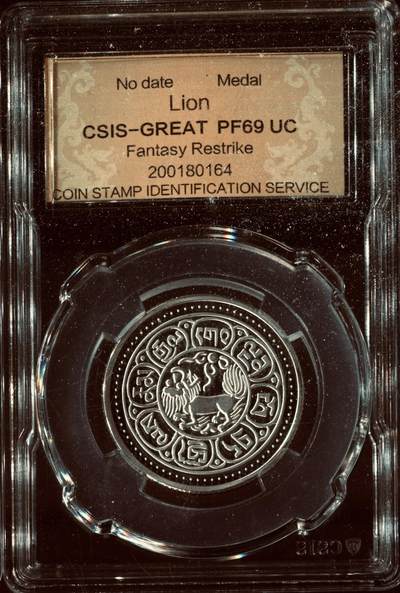 No date Medal
Lion
CSIS-GREAT PF69 UC
Fantasy Restrike
200180164
COIN STAMP IDENTIFICATION SERVICE